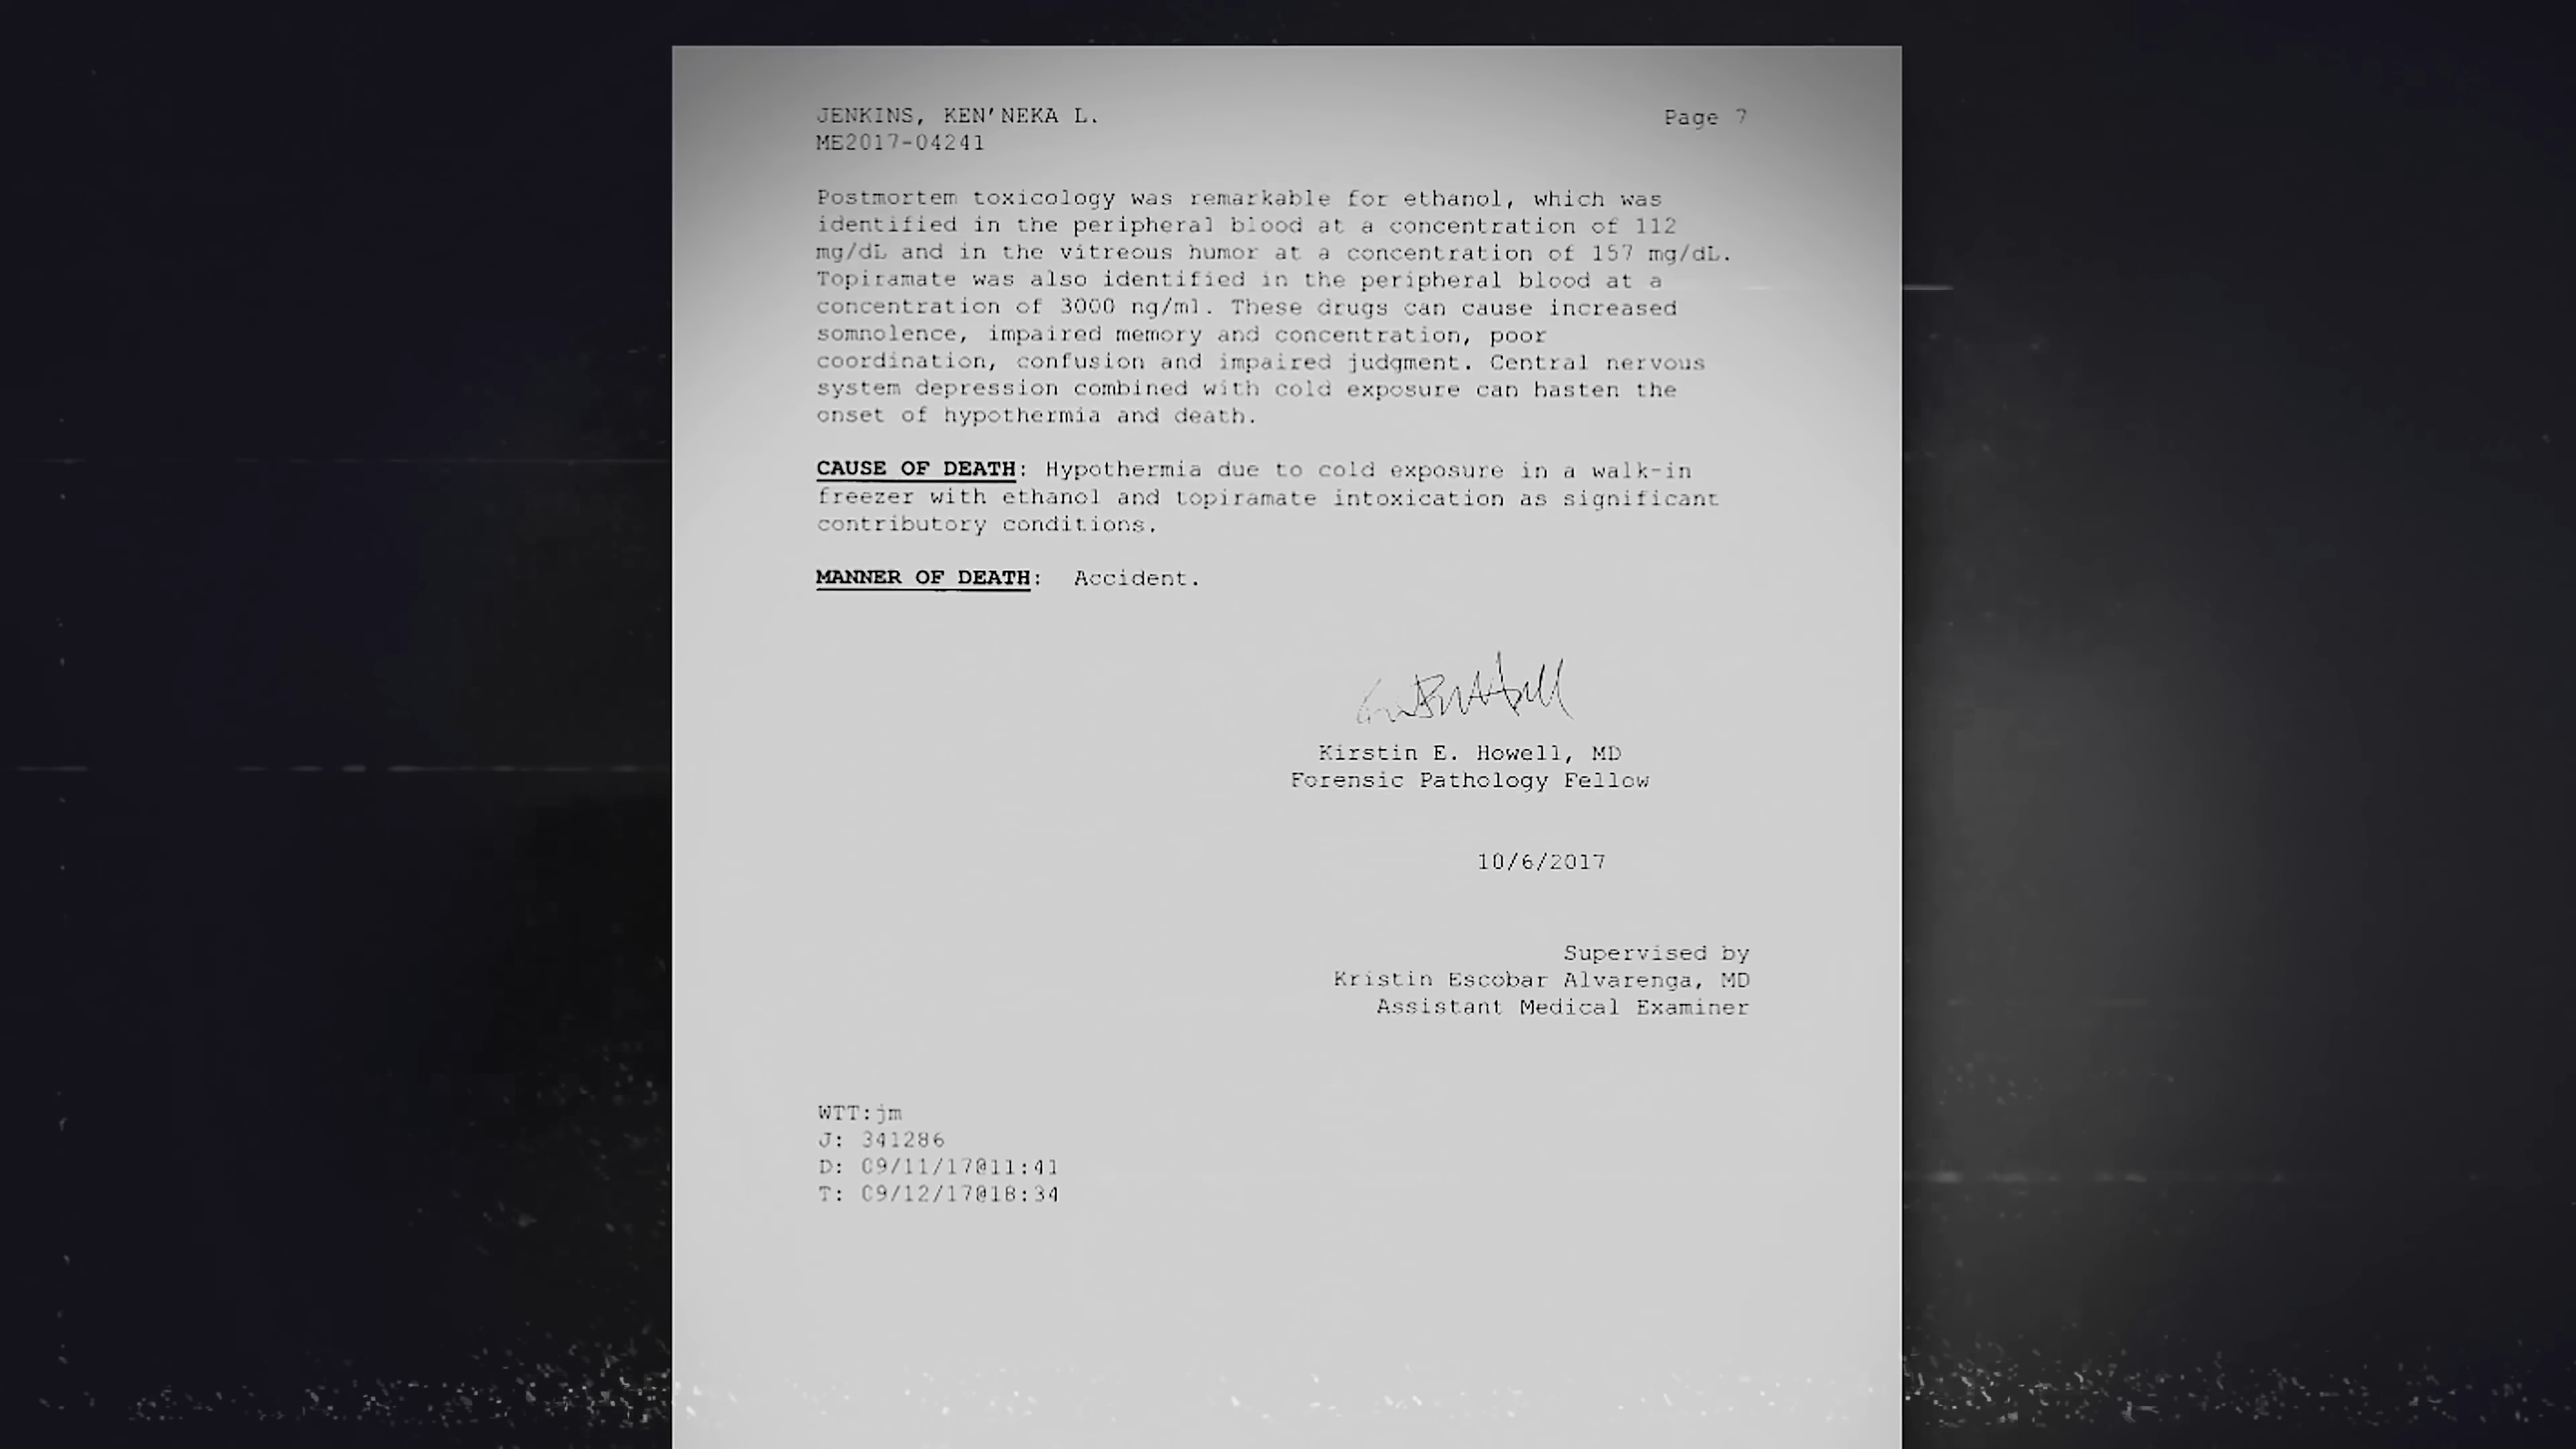 JENKINS, KEN'NEKA L.
Page 7
ME2017-04241
Postmortem toxicology was remarkable for ethanol, which was
identified in the peripheral blood at a concentration of 112
mg/dL and in the vitreous humor at a concentration of 157 mg/dL.
Topiramate was also identified in the peripheral blood at a
concentration of 3000 ng/ml. These drugs can cause increased
somnolence, impaired memory and concentration, poor
coordination, confusion and impaired judgment. Central nervous
system depression combined with cold exposure can hasten the
onset of hypothermia and death.
CAUSE OF DEATH: Hypothermia due to cold exposure in a walk-in
freezer with ethanol and topiramate intoxication as significant
contributory conditions.
MANNER OF DEATH: Accident.
Kirstin E. Howell, MD
Forensic Pathology Fellow
10/6/2017
Supervised by
Kristin Escobar Alvarenga, MD
Assistant Medical Examiner
WTT:jm
J: 341286
D: 09/11/17@11:41
T: 09/12/17@18:34